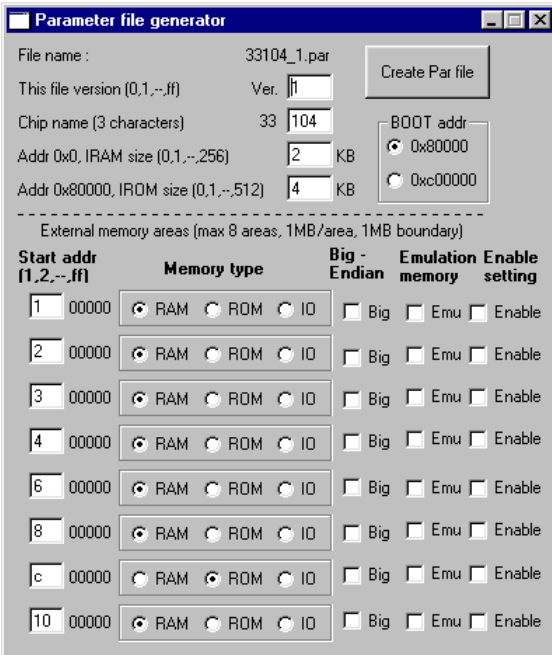 Parameter file generator
File name : 33104_1.par
Create Par file
This file version (0,1,--,ff) Ver. 1
Chip name (3 characters) 33 104
BOOT addr
Addr 0x0, IRAM size (0,1,--,256) 2 KB
0x80000
Addr 0x80000, IROM size (0,1,--,512) 4 KB
0xc00000
External memory areas (max 8 areas, 1MB/area, 1MB boundary)
Start addr (1,2,--,ff)
Memory type
Big - Endian
Emulation memory
Enable setting
1 00000 RAM ROM IO Big Emu Enable
2 00000 RAM ROM IO Big Emu Enable
3 00000 RAM ROM IO Big Emu Enable
4 00000 RAM ROM IO Big Emu Enable
6 00000 RAM ROM IO Big Emu Enable
8 00000 RAM ROM IO Big Emu Enable
c 00000 RAM ROM IO Big Emu Enable
10 00000 RAM ROM IO Big Emu Enable